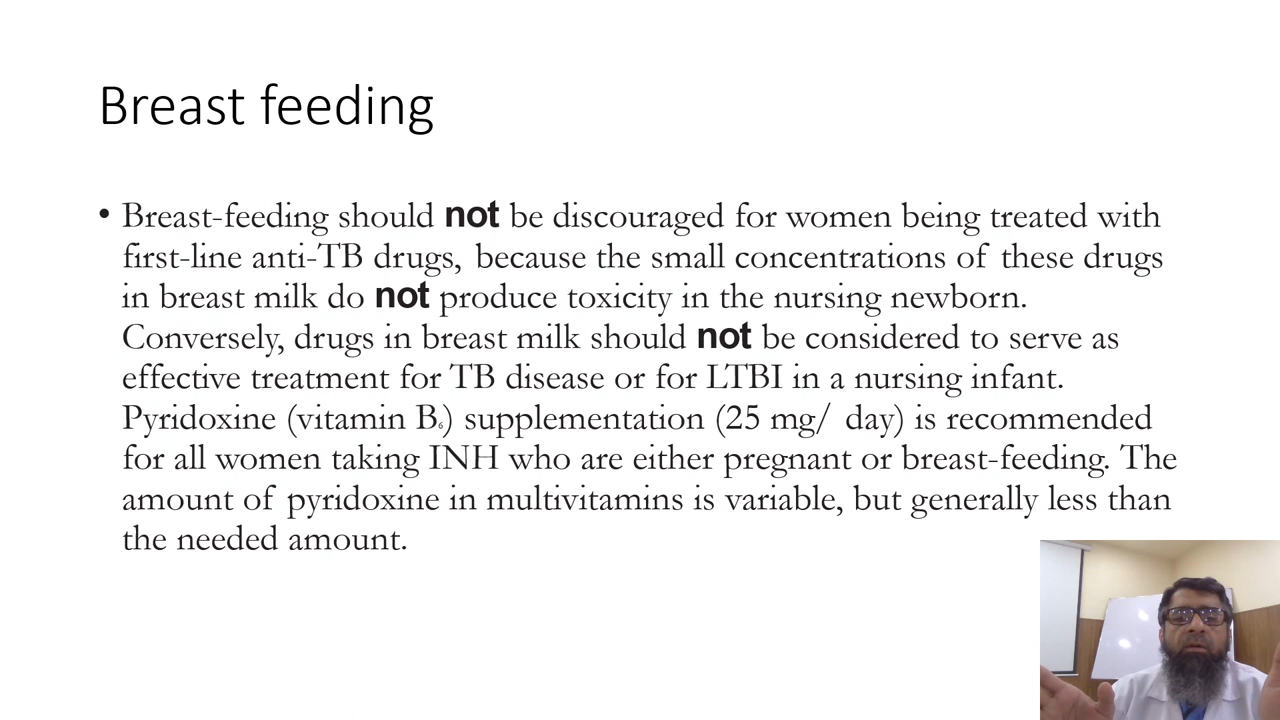 Breast feeding
• Breast-feeding should not be discouraged for women being treated with
first-line anti-TB drugs, because the small concentrations of these drugs
in breast milk do not produce toxicity in the nursing newborn.
Conversely, drugs in breast milk should not be considered to serve as
effective treatment for TB disease or for LTBI in a nursing infant.
Pyridoxine (vitamin B₆) supplementation (25 mg/ day) is recommended
for all women taking INH who are either pregnant or breast-feeding. The
amount of pyridoxine in multivitamins is variable, but generally less than
the needed amount.